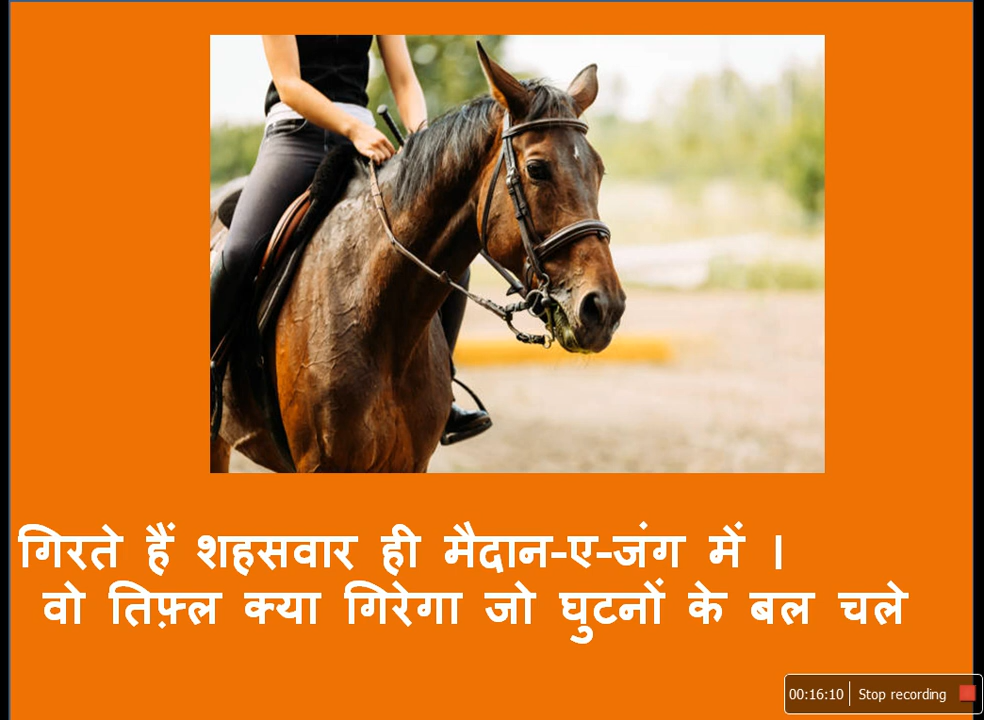 गिरते हैं शहसवार ही मैदान-ए-जंग में ।
वो तिफ़्ल क्या गिरेगा जो घुटनों के बल चले
00:16:10 Stop recording